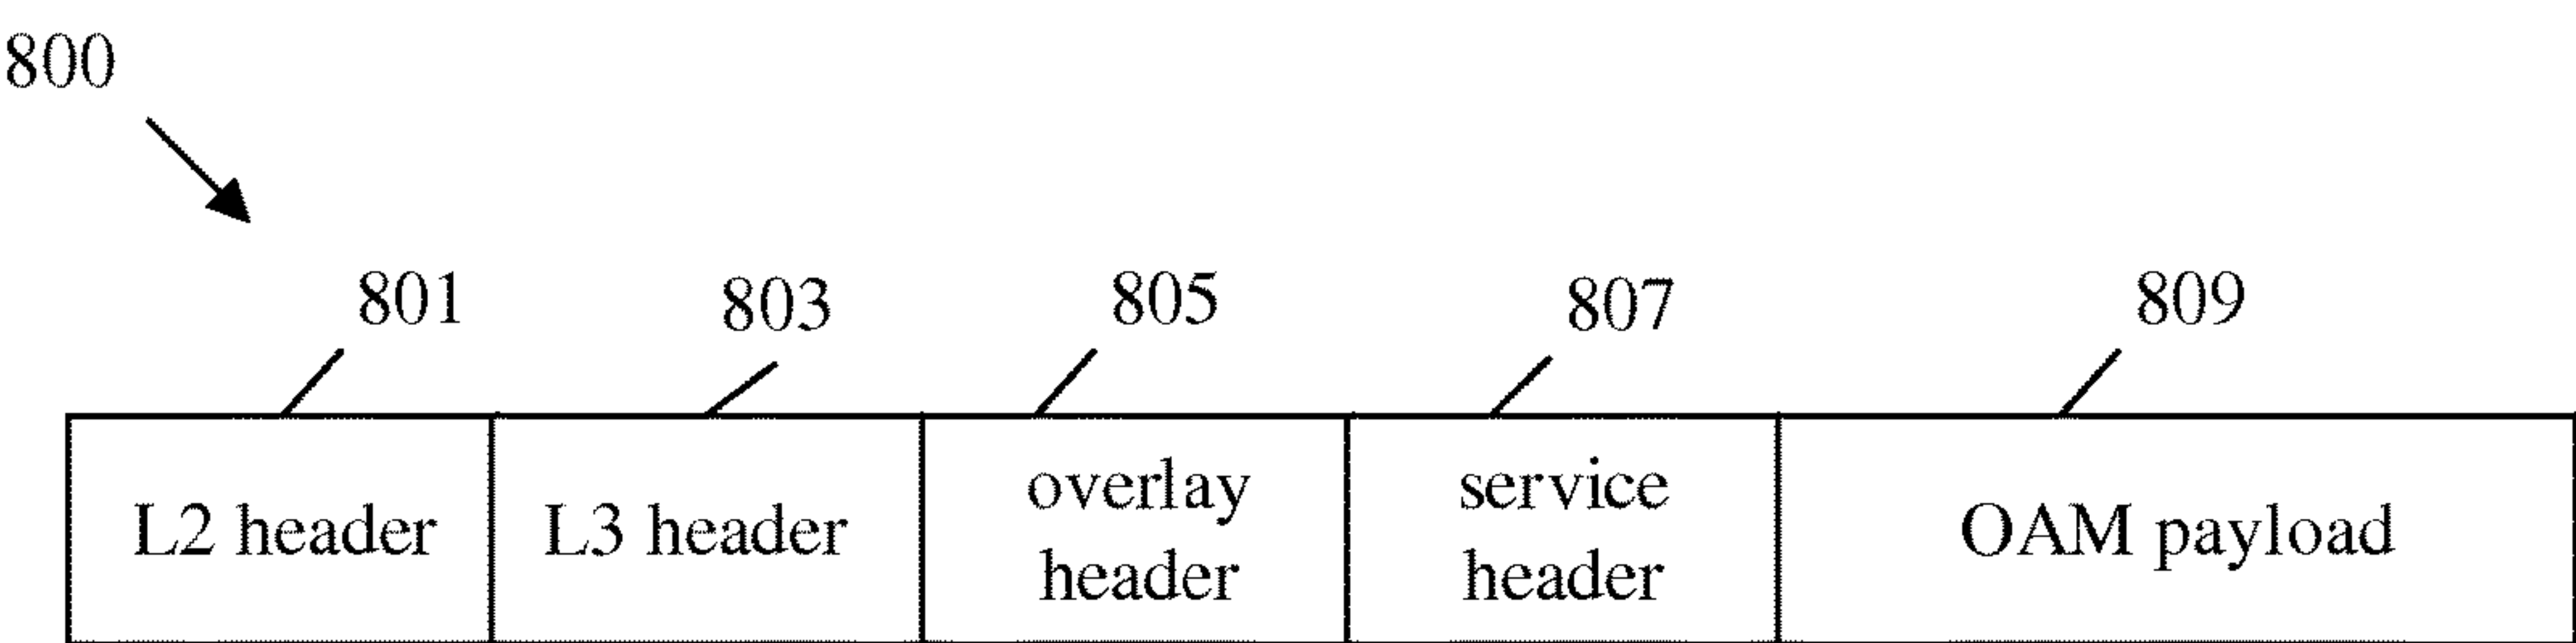 800
801
803
805
807
809
L2 header
L3 header
overlay
header
service
header
OAM payload